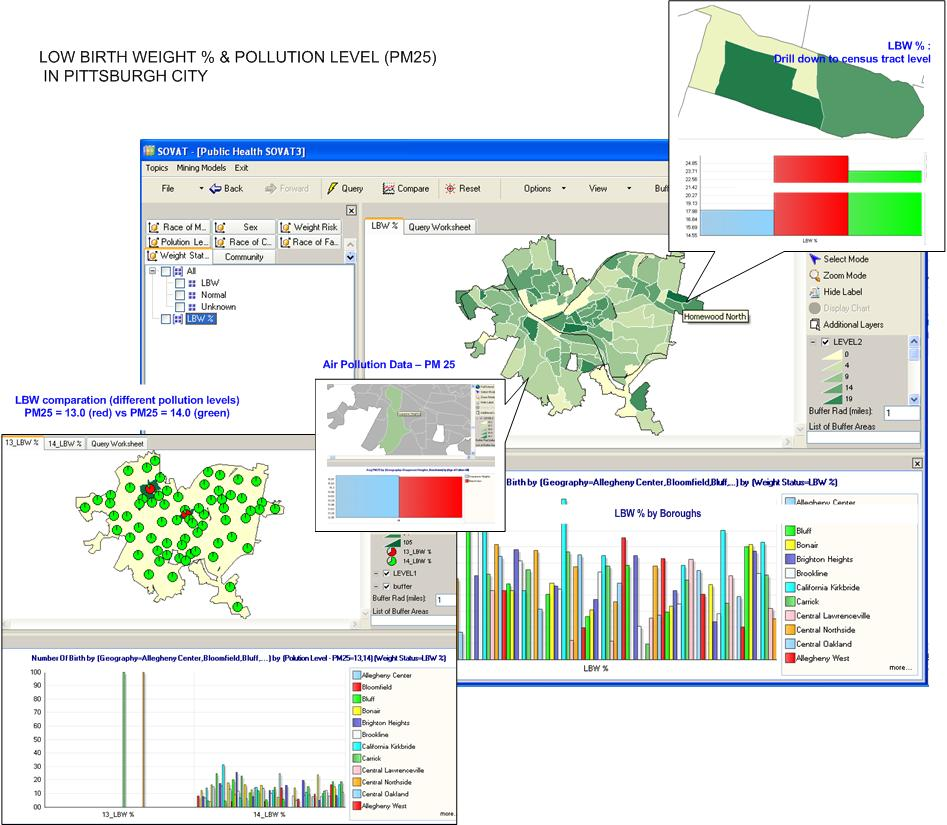 LOW BIRTH WEIGHT % & POLLUTION LEVEL (PM25)
IN PITTSBURGH CITY
LBW % :
Drill down to census tract level
24.85
23.71
22.56
21.42
20.27
19.13
17.98
16.84
15.69
14.55
LBW %
SOVAT - [Public Health SOVAT3]
Topics Mining Models Exit
File Back Forward Query Compare Reset Options View Buff
Race of M... Sex Weight Risk
Polution Le... Race of C... Race of Fa...
Weight Stat... Community
All
LBW
Normal
Unknown
LBW %
LBW % Query Worksheet
Homewood North
Select Mode
Zoom Mode
Hide Label
Display Chart
Additional Layers
LEVEL2
0
4
9
14
19
Buffer Rad (miles): 1
List of Buffer Areas
Air Pollution Data – PM 25
LBW comparation (different pollution levels)
PM25 = 13.0 (red) vs PM25 = 14.0 (green)
13_LBW % 14_LBW % Query Worksheet
105
13_LBW %
14_LBW %
LEVEL1
buffer
Buffer Rad (miles): 1
List of Buffer Areas
Birth by (Geography=Allegheny Center,Bloomfield,Bluff,...) by (Weight Status=LBW %)
LBW % by Boroughs
Allegheny Center
Bluff
Bonair
Brighton Heights
Brookline
California Kirkbride
Carrick
Central Lawrenceville
Central Northside
Central Oakland
Allegheny West
more...
LBW %
Number Of Birth by (Geography=Allegheny Center,Bloomfield,Bluff,...) by (Polution Level - PM25=13,14) (Weight Status=LBW %)
100
90
80
70
60
50
40
30
20
10
00
13_LBW %
14_LBW %
Allegheny Center
Bloomfield
Bluff
Bonair
Brighton Heights
Brookline
California Kirkbride
Carrick
Central Lawrenceville
Central Northside
Central Oakland
Allegheny West
more.